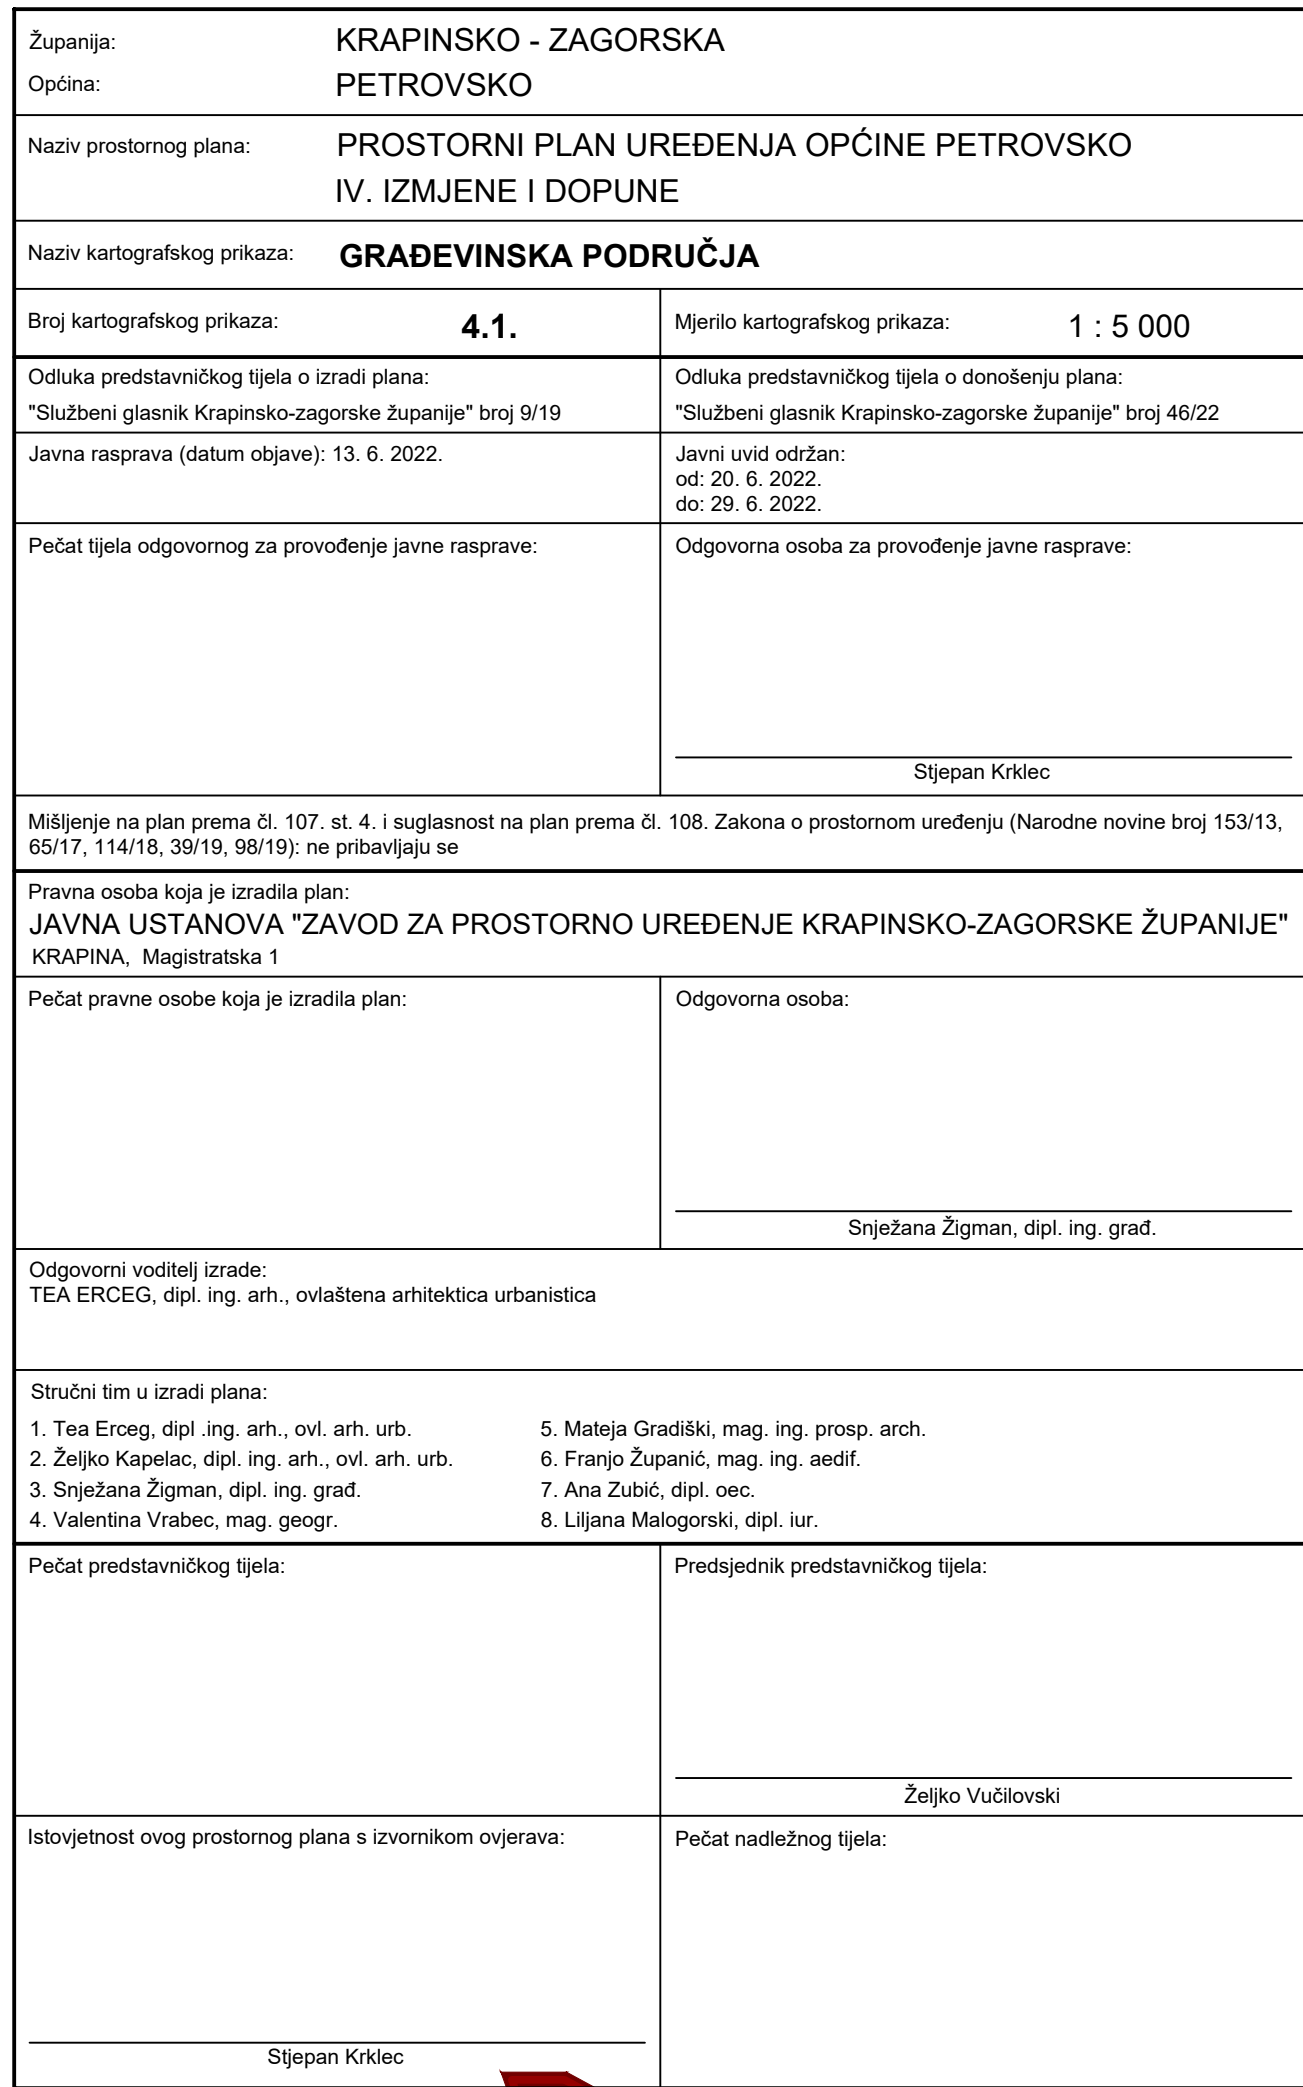 Županija: KRAPINSKO - ZAGORSKA
Općina: PETROVSKO
Naziv prostornog plana: PROSTORNI PLAN UREĐENJA OPĆINE PETROVSKO
IV. IZMJENE I DOPUNE
Naziv kartografskog prikaza: GRAĐEVINSKA PODRUČJA
Broj kartografskog prikaza: 4.1.
Mjerilo kartografskog prikaza: 1 : 5 000
Odluka predstavničkog tijela o izradi plana:
"Službeni glasnik Krapinsko-zagorske županije" broj 9/19
Odluka predstavničkog tijela o donošenju plana:
"Službeni glasnik Krapinsko-zagorske županije" broj 46/22
Javna rasprava (datum objave): 13. 6. 2022.
Javni uvid održan:
od: 20. 6. 2022.
do: 29. 6. 2022.
Pečat tijela odgovornog za provođenje javne rasprave:
Odgovorna osoba za provođenje javne rasprave:
Stjepan Krklec
Mišljenje na plan prema čl. 107. st. 4. i suglasnost na plan prema čl. 108. Zakona o prostornom uređenju (Narodne novine broj 153/13,
65/17, 114/18, 39/19, 98/19): ne pribavljaju se
Pravna osoba koja je izradila plan:
JAVNA USTANOVA "ZAVOD ZA PROSTORNO UREĐENJE KRAPINSKO-ZAGORSKE ŽUPANIJE"
KRAPINA, Magistratska 1
Pečat pravne osobe koja je izradila plan:
Odgovorna osoba:
Snježana Žigman, dipl. ing. građ.
Odgovorni voditelj izrade:
TEA ERCEG, dipl. ing. arh., ovlaštena arhitektica urbanistica
Stručni tim u izradi plana:
1. Tea Erceg, dipl .ing. arh., ovl. arh. urb.
2. Željko Kapelac, dipl. ing. arh., ovl. arh. urb.
3. Snježana Žigman, dipl. ing. građ.
4. Valentina Vrabec, mag. geogr.
5. Mateja Gradiški, mag. ing. prosp. arch.
6. Franjo Županić, mag. ing. aedif.
7. Ana Zubić, dipl. oec.
8. Liljana Malogorski, dipl. iur.
Pečat predstavničkog tijela:
Predsjednik predstavničkog tijela:
Željko Vučilovski
Istovjetnost ovog prostornog plana s izvornikom ovjerava:
Stjepan Krklec
Pečat nadležnog tijela: